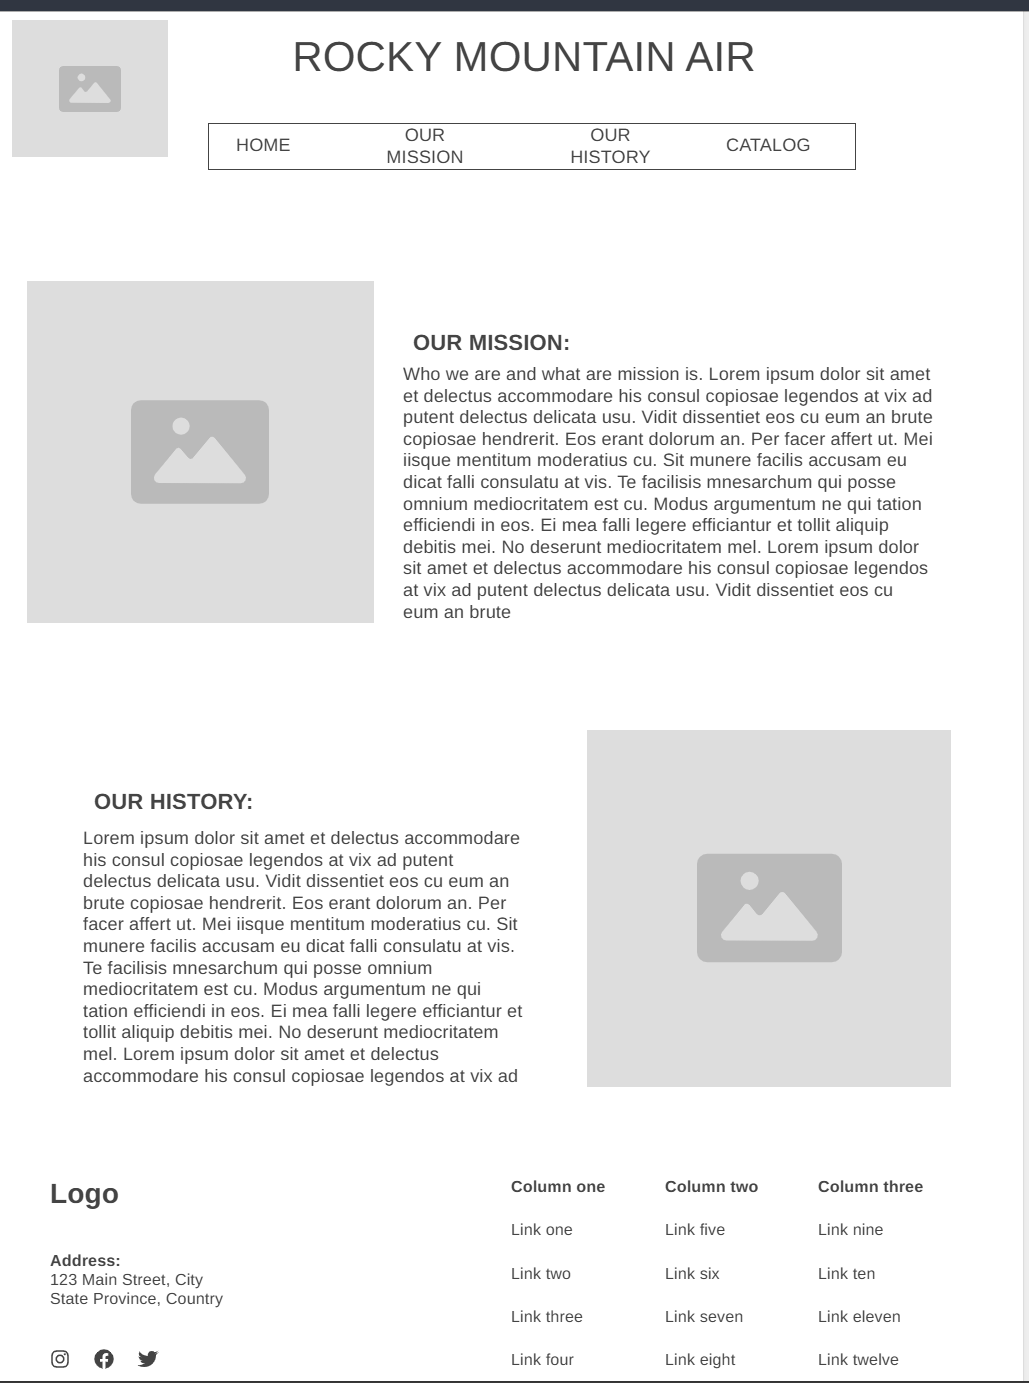 ROCKY MOUNTAIN AIR
HOME
OUR
MISSION
OUR
HISTORY
CATALOG
OUR MISSION:
Who we are and what are mission is. Lorem ipsum dolor sit amet
et delectus accommodare his consul copiosae legendos at vix ad
putent delectus delicata usu. Vidit dissentiet eos cu eum an brute
copiosae hendrerit. Eos erant dolorum an. Per facer affert ut. Mei
iisque mentitum moderatius cu. Sit munere facilis accusam eu
dicat falli consulatu at vis. Te facilisis mnesarchum qui posse
omnium mediocritatem est cu. Modus argumentum ne qui tation
efficiendi in eos. Ei mea falli legere efficiantur et tollit aliquip
debitis mei. No deserunt mediocritatem mel. Lorem ipsum dolor
sit amet et delectus accommodare his consul copiosae legendos
at vix ad putent delectus delicata usu. Vidit dissentiet eos cu
eum an brute
OUR HISTORY:
Lorem ipsum dolor sit amet et delectus accommodare
his consul copiosae legendos at vix ad putent
delectus delicata usu. Vidit dissentiet eos cu eum an
brute copiosae hendrerit. Eos erant dolorum an. Per
facer affert ut. Mei iisque mentitum moderatius cu. Sit
munere facilis accusam eu dicat falli consulatu at vis.
Te facilisis mnesarchum qui posse omnium
mediocritatem est cu. Modus argumentum ne qui
tation efficiendi in eos. Ei mea falli legere efficiantur et
tollit aliquip debitis mei. No deserunt mediocritatem
mel. Lorem ipsum dolor sit amet et delectus
accommodare his consul copiosae legendos at vix ad
Logo
Address:
123 Main Street, City
State Province, Country
Column one
Link one
Link two
Link three
Link four
Column two
Link five
Link six
Link seven
Link eight
Column three
Link nine
Link ten
Link eleven
Link twelve